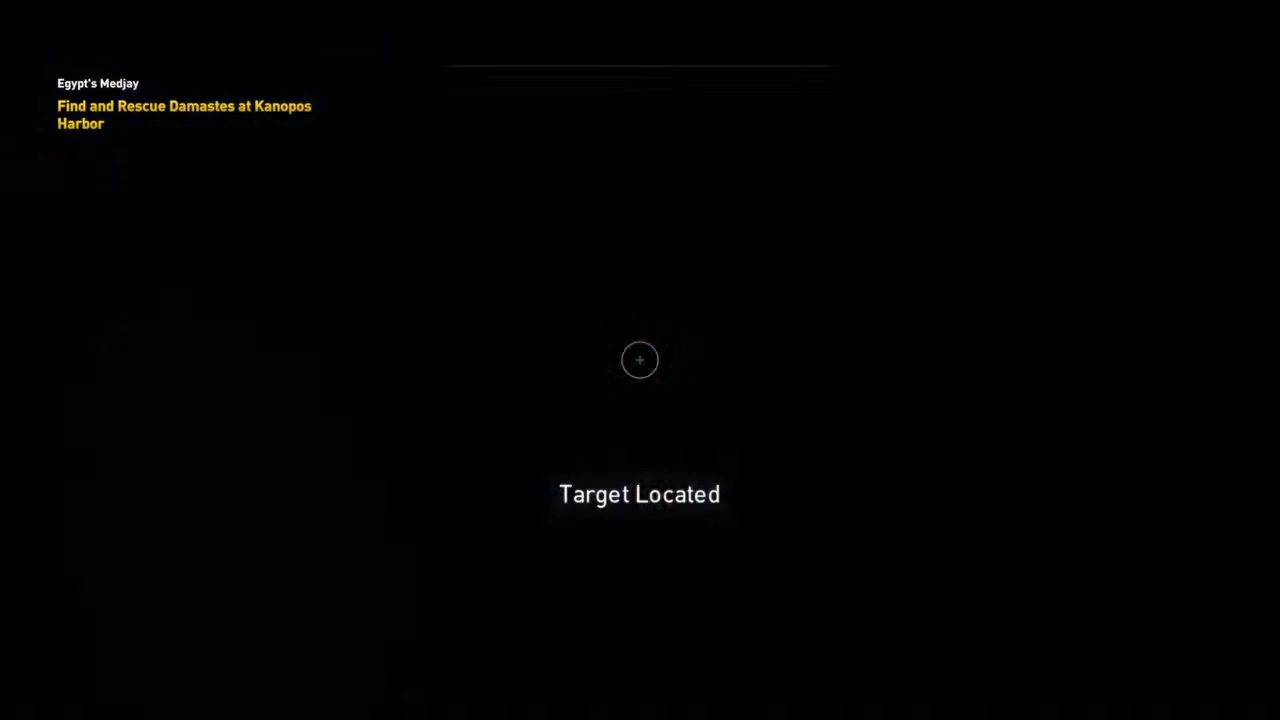 Egypt's Medjay
Find and Rescue Damastes at Kanopos
Harbor
Target Located